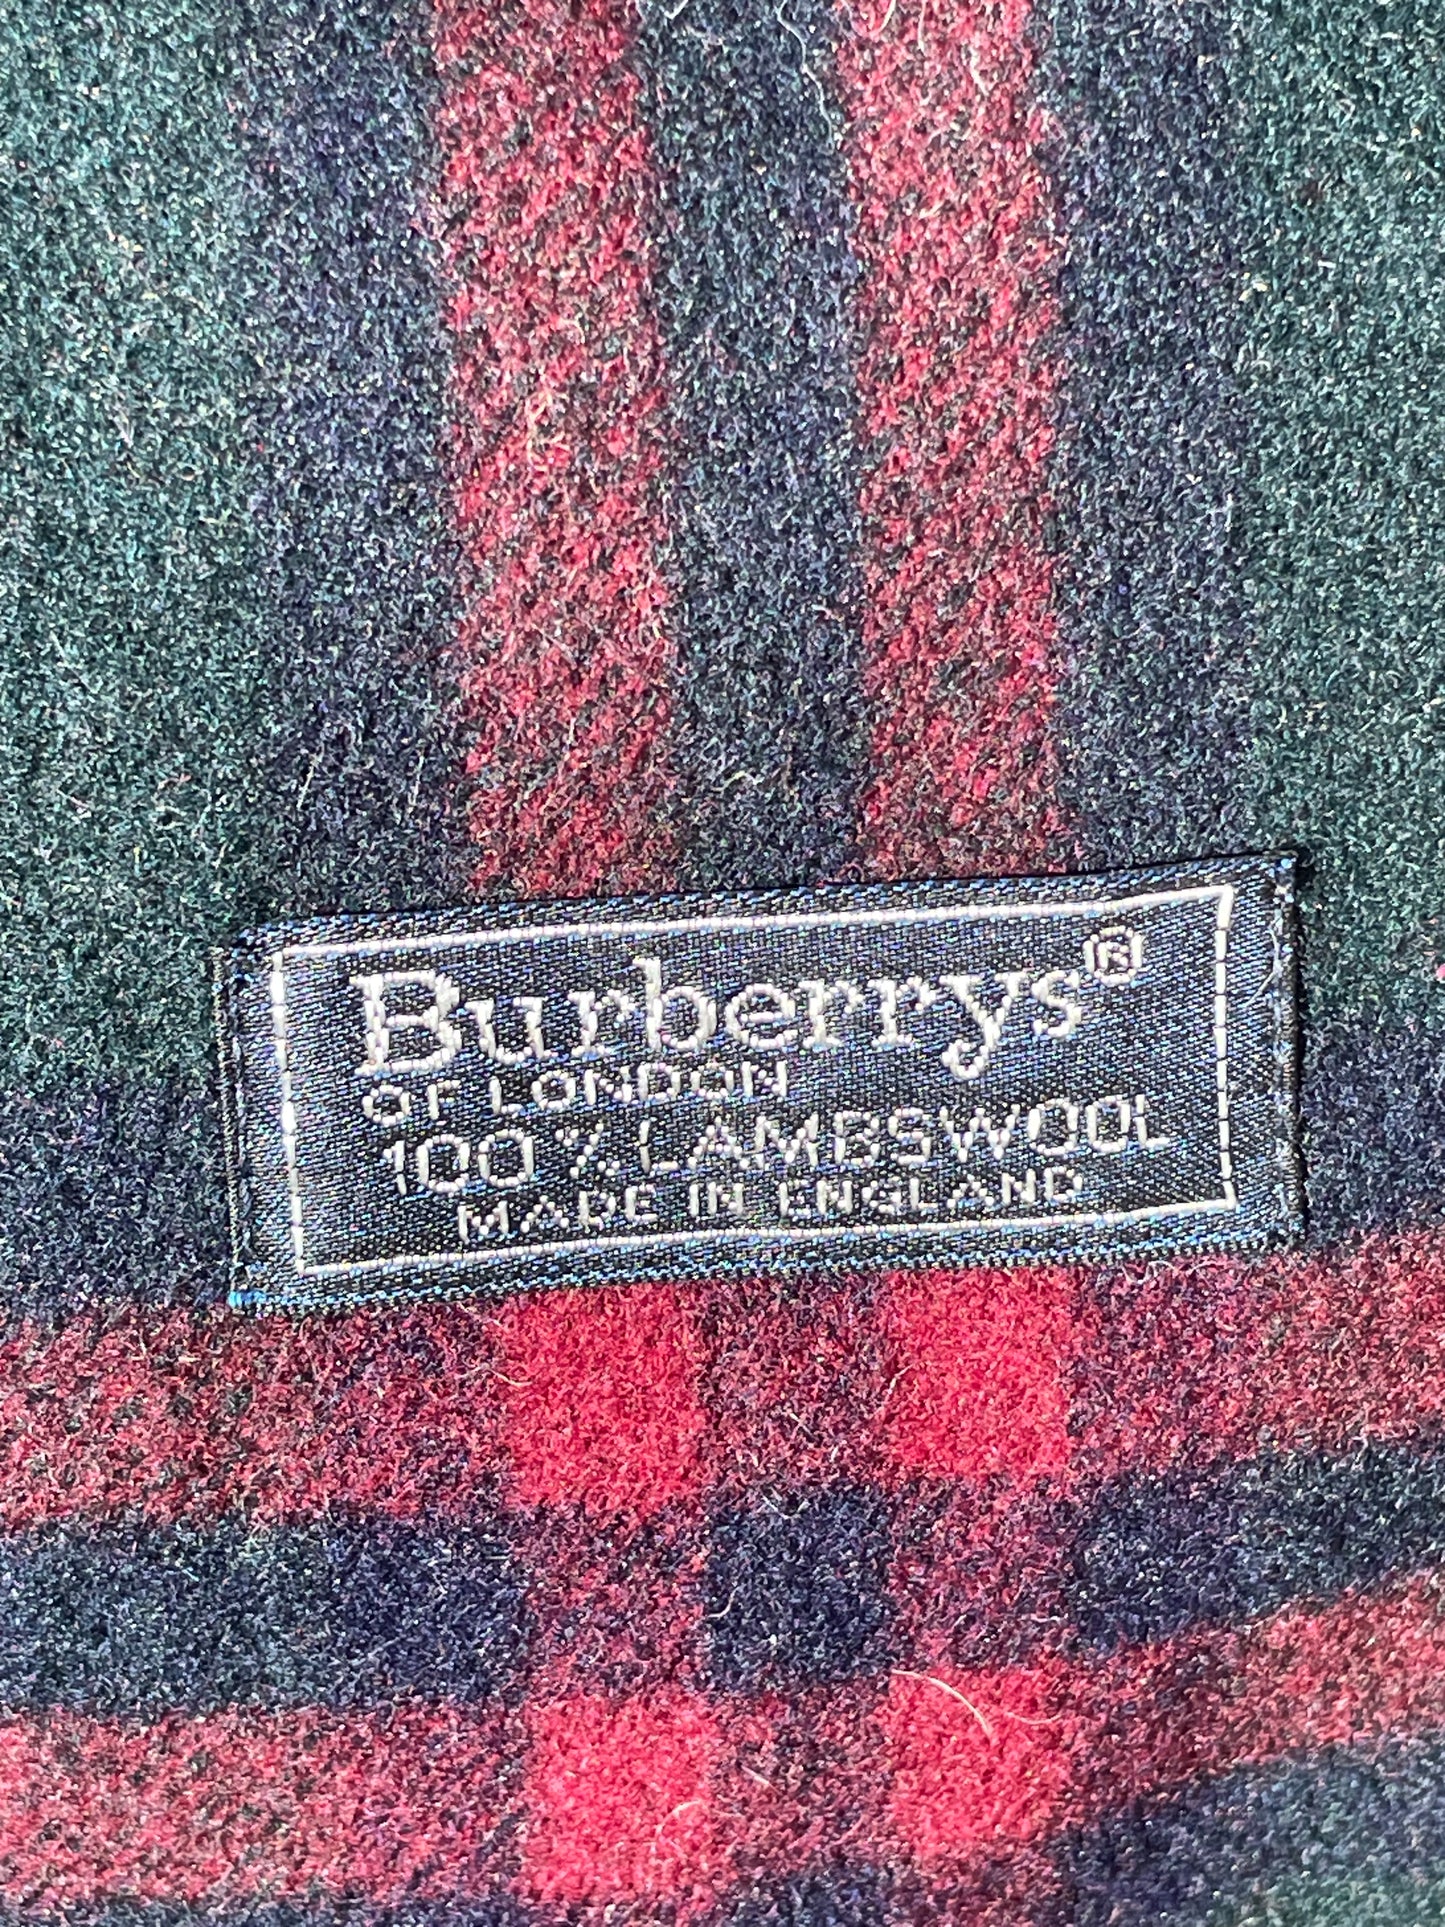 Burberrys®
OF LONDON
100% LAMBSWOOL
MADE IN ENGLAND